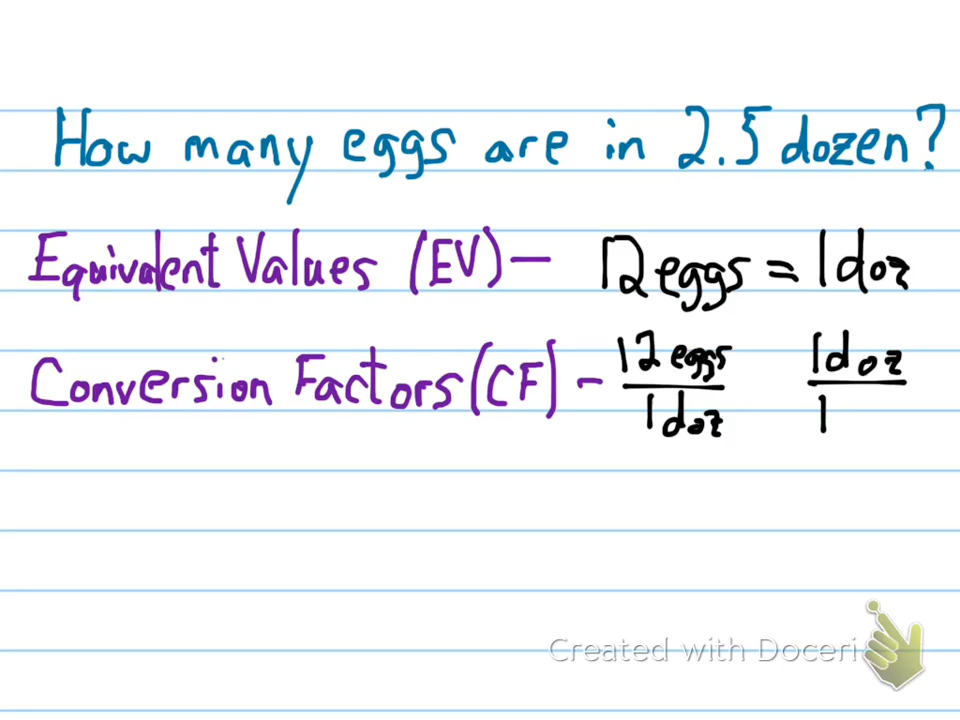 How many eggs are in 2.5 dozen?
Equivalent Values (EV) — 12 eggs = 1 doz
Conversion Factors (CF) - 12 eggs 1 doz
1 doz 1
Created with Doceri